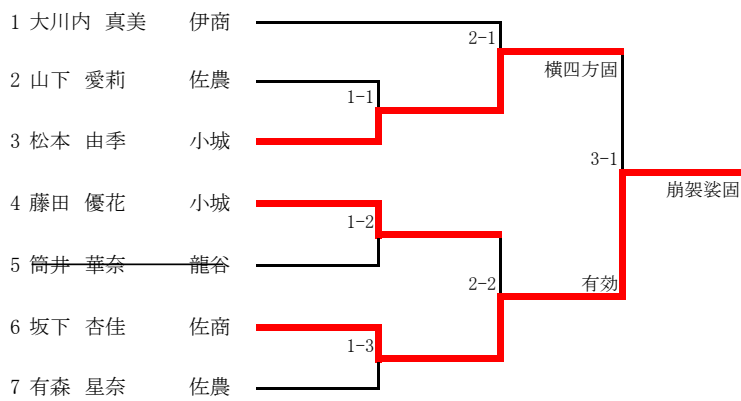 1 大川内 真美 伊商
2-1
横四方固
2 山下 愛莉 佐農
1-1
3 松本 由季 小城
3-1
崩袈裟固
4 藤田 優花 小城
1-2
5 筒井 華奈 龍谷
2-2
有効
6 坂下 杏佳 佐商
1-3
7 有森 星奈 佐農